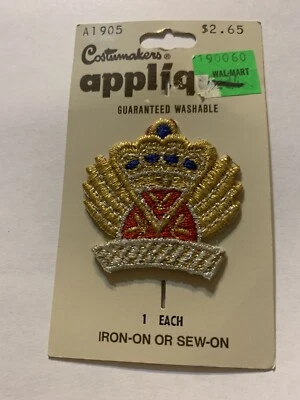 A1905 $2.65
Costumakers®
appliq
190060
WAL-MART
GUARANTEED WASHABLE
1 EACH
IRON-ON OR SEW-ON